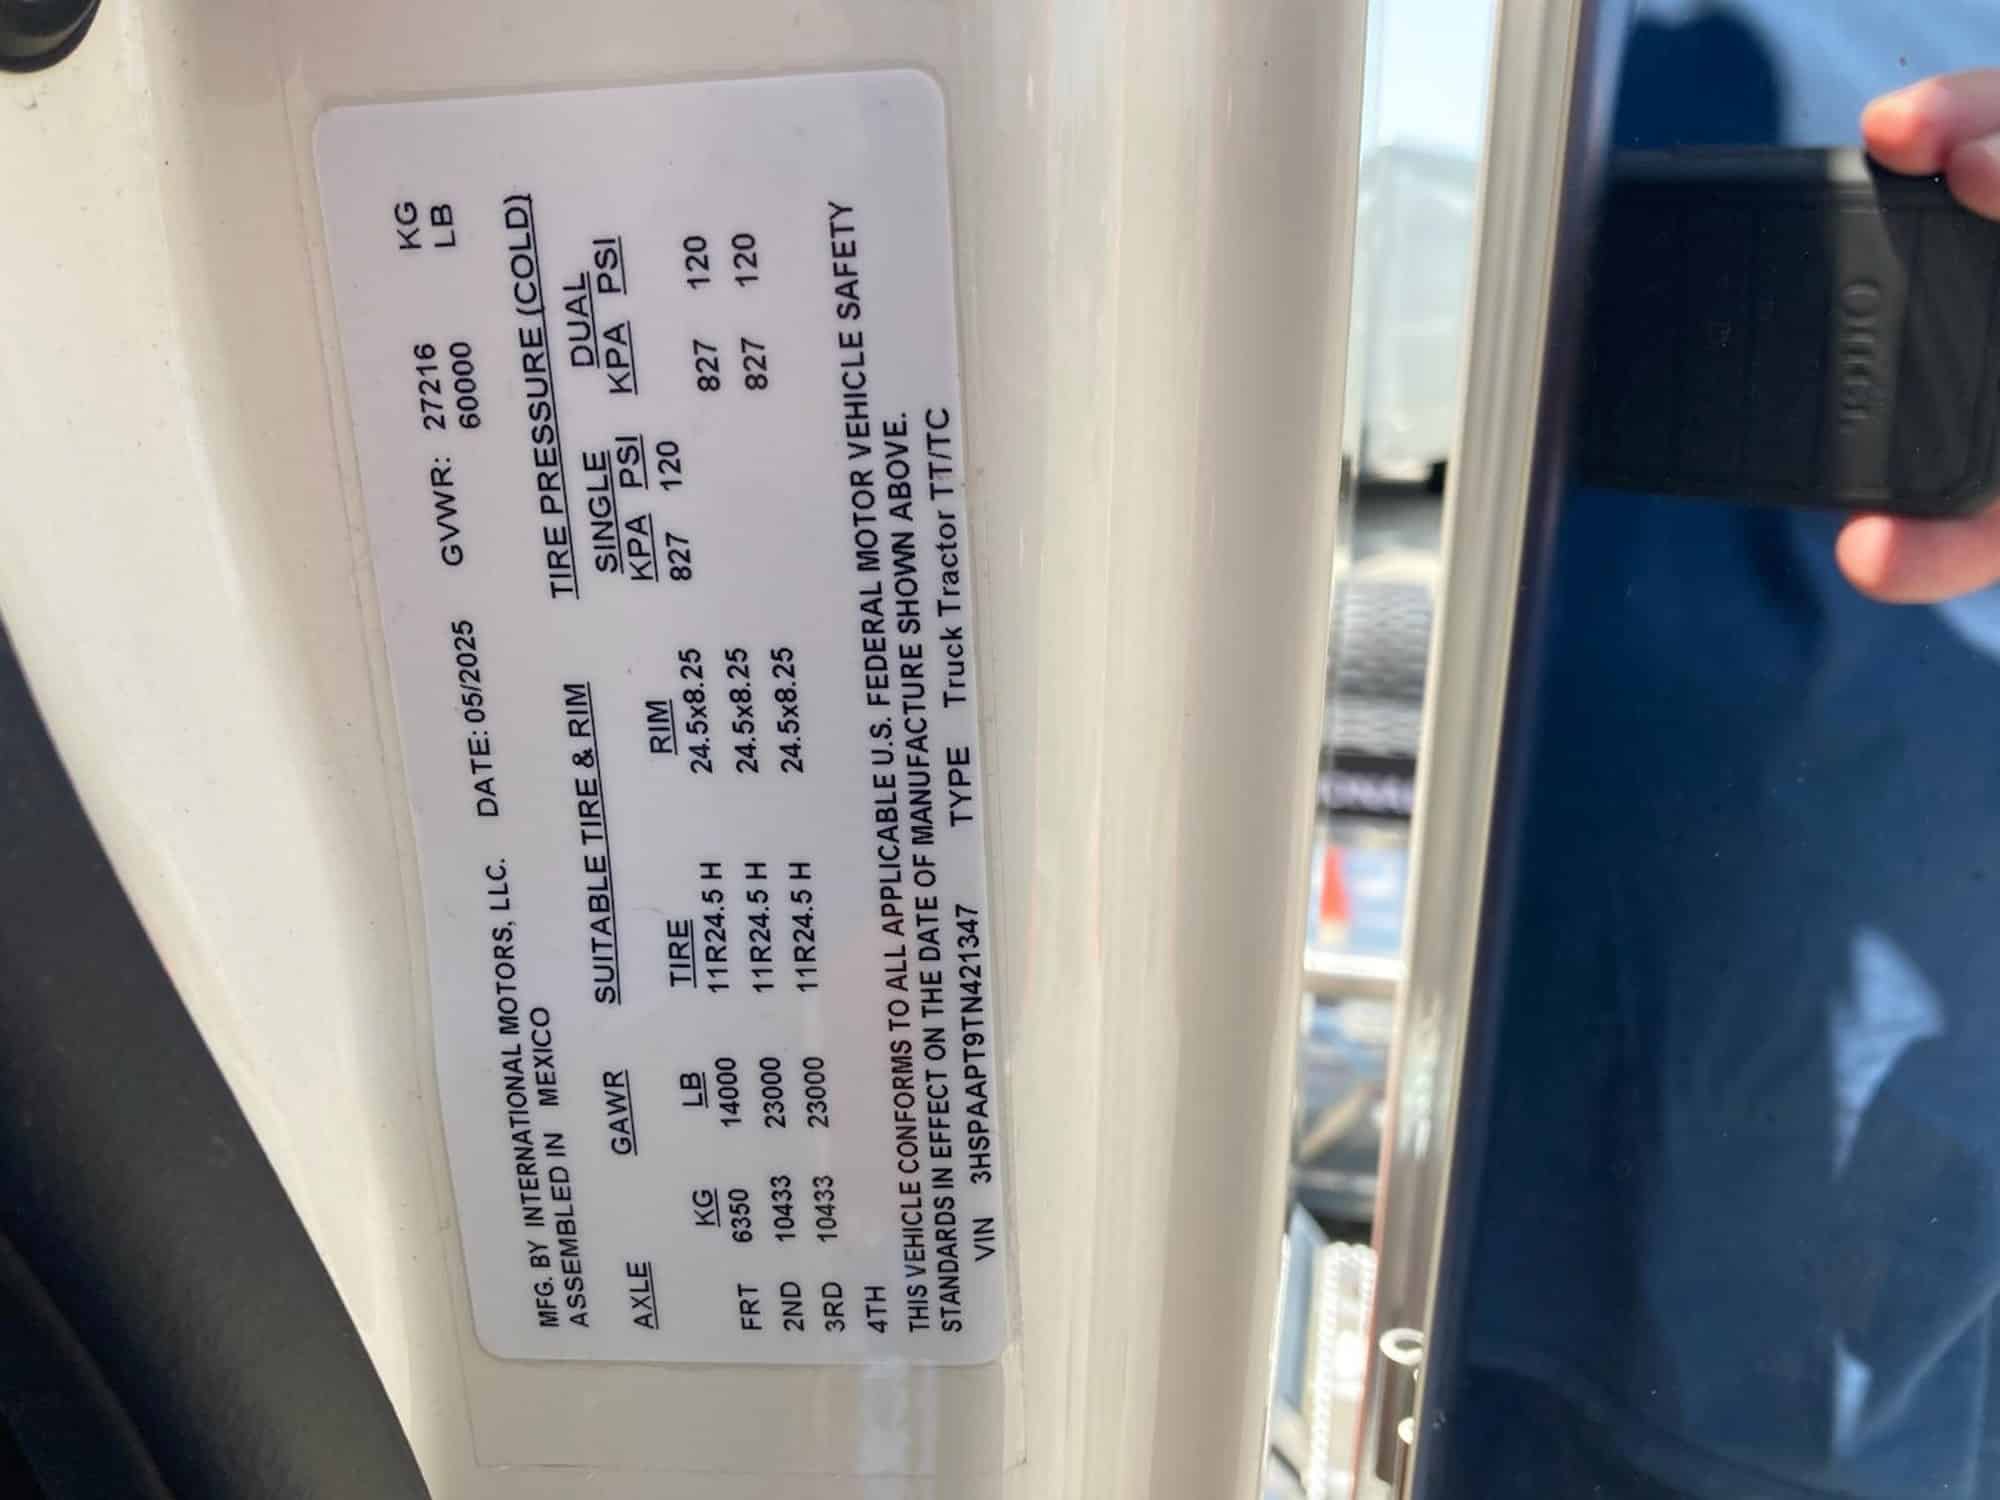 MFG. BY INTERNATIONAL MOTORS, LLC. DATE: 05/2025 GVWR: 27216 KG
ASSEMBLED IN MEXICO 60000 LB
SUITABLE TIRE & RIM TIRE PRESSURE (COLD)
AXLE GAWR SINGLE DUAL
KG LB TIRE RIM KPA PSI KPA PSI
FRT 6350 14000 11R24.5 H 24.5x8.25 827 120
2ND 10433 23000 11R24.5 H 24.5x8.25 827 120
3RD 10433 23000 11R24.5 H 24.5x8.25 827 120
4TH
THIS VEHICLE CONFORMS TO ALL APPLICABLE U.S. FEDERAL MOTOR VEHICLE SAFETY
STANDARDS IN EFFECT ON THE DATE OF MANUFACTURE SHOWN ABOVE.
VIN 3HSPAAPT9TN421347 TYPE Truck Tractor TT/TC